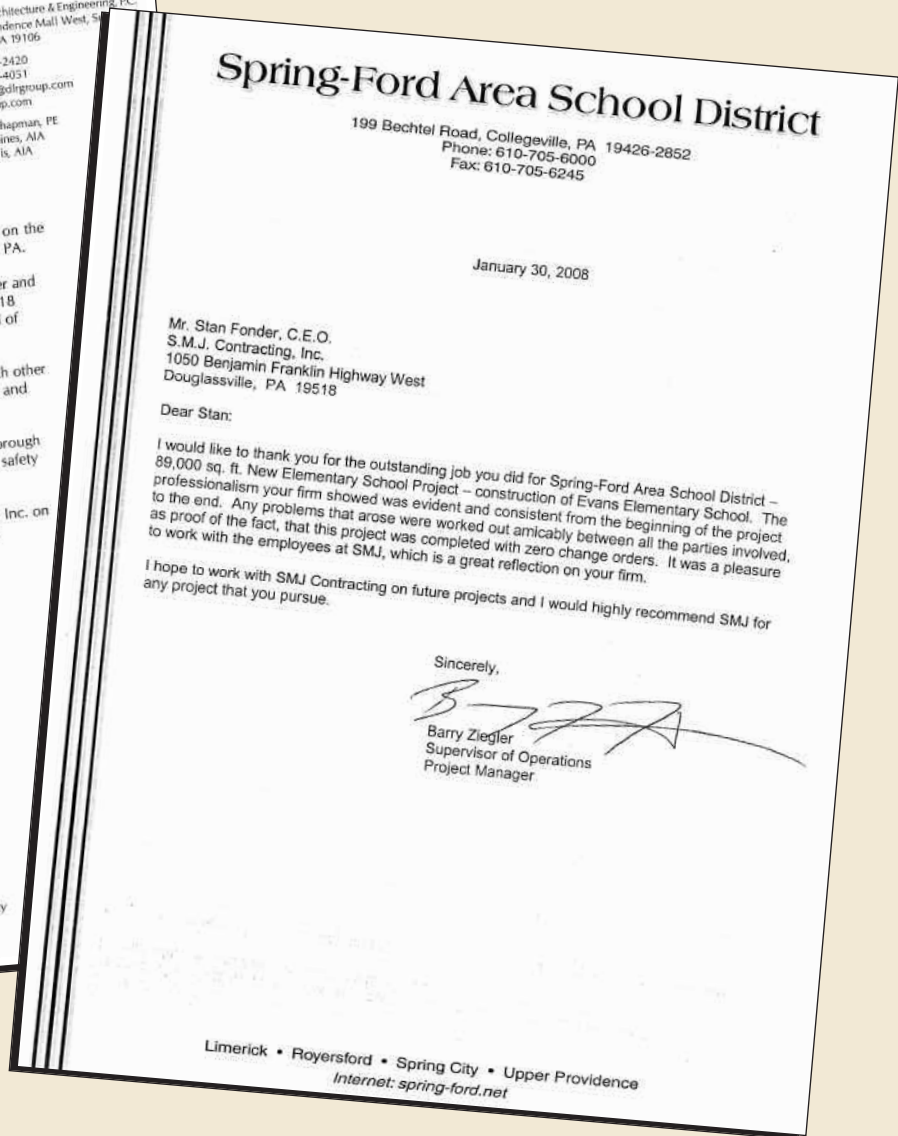 chitecture & Engineering, P.C.
dence Mall West,
A 19106
-2420
-4051
@dlrgroup.com
p.com
hapman, PE
ines, AIA
is, AIA
on the
PA.
er and
18
of
h other
and
rough
safety
Inc. on
y
Spring-Ford Area School District
199 Bechtel Road, Collegeville, PA 19426-2852
Phone: 610-705-6000
Fax: 610-705-6245
January 30, 2008
Mr. Stan Fonder, C.E.O.
S.M.J. Contracting, Inc.
1050 Benjamin Franklin Highway West
Douglassville, PA 19518
Dear Stan:
I would like to thank you for the outstanding job you did for Spring-Ford Area School District –
89,000 sq. ft. New Elementary School Project – construction of Evans Elementary School. The
professionalism your firm showed was evident and consistent from the beginning of the project
to the end. Any problems that arose were worked out amicably between all the parties involved,
as proof of the fact, that this project was completed with zero change orders. It was a pleasure
to work with the employees at SMJ, which is a great reflection on your firm.
I hope to work with SMJ Contracting on future projects and I would highly recommend SMJ for
any project that you pursue.
Sincerely,
Barry Ziegler
Supervisor of Operations
Project Manager
Limerick • Royersford • Spring City • Upper Providence
Internet: spring-ford.net